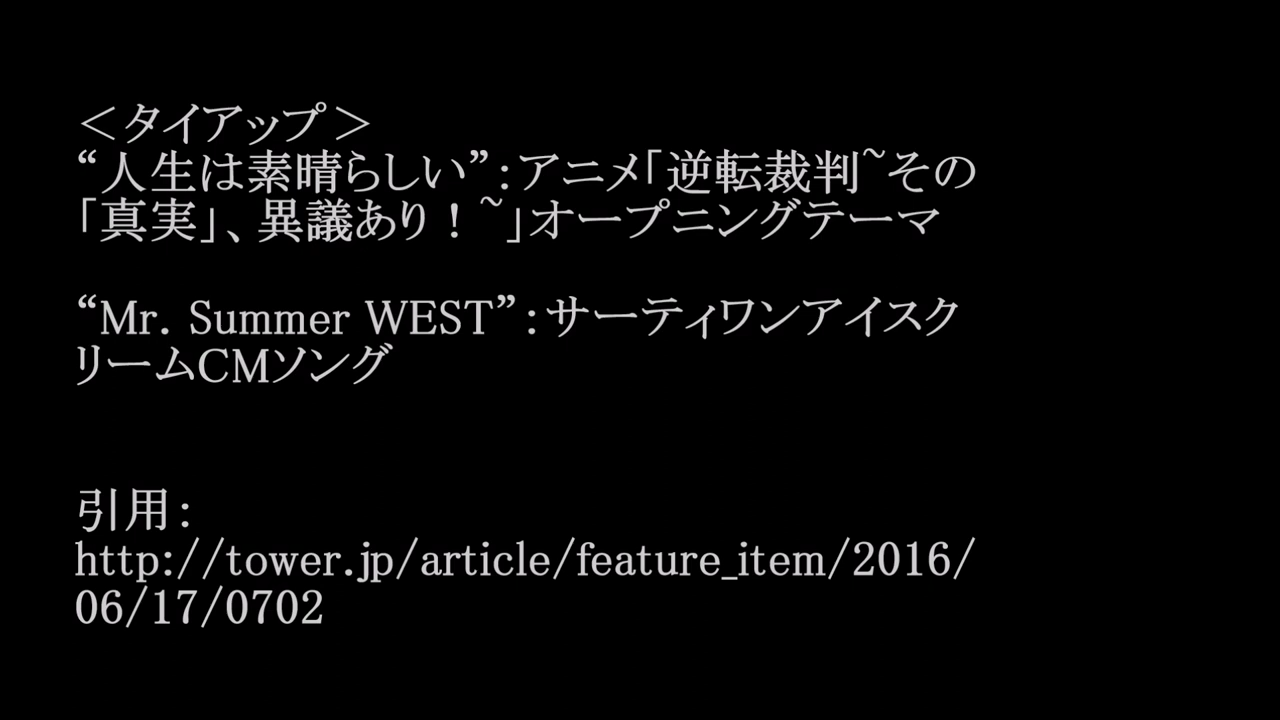 ＜タイアップ＞
“人生は素晴らしい”：アニメ「逆転裁判~その
「真実」、異議あり！~」オープニングテーマ
“Mr. Summer WEST”：サーティワンアイスク
リームCMソング
引用：
http://tower.jp/article/feature_item/2016/
06/17/0702